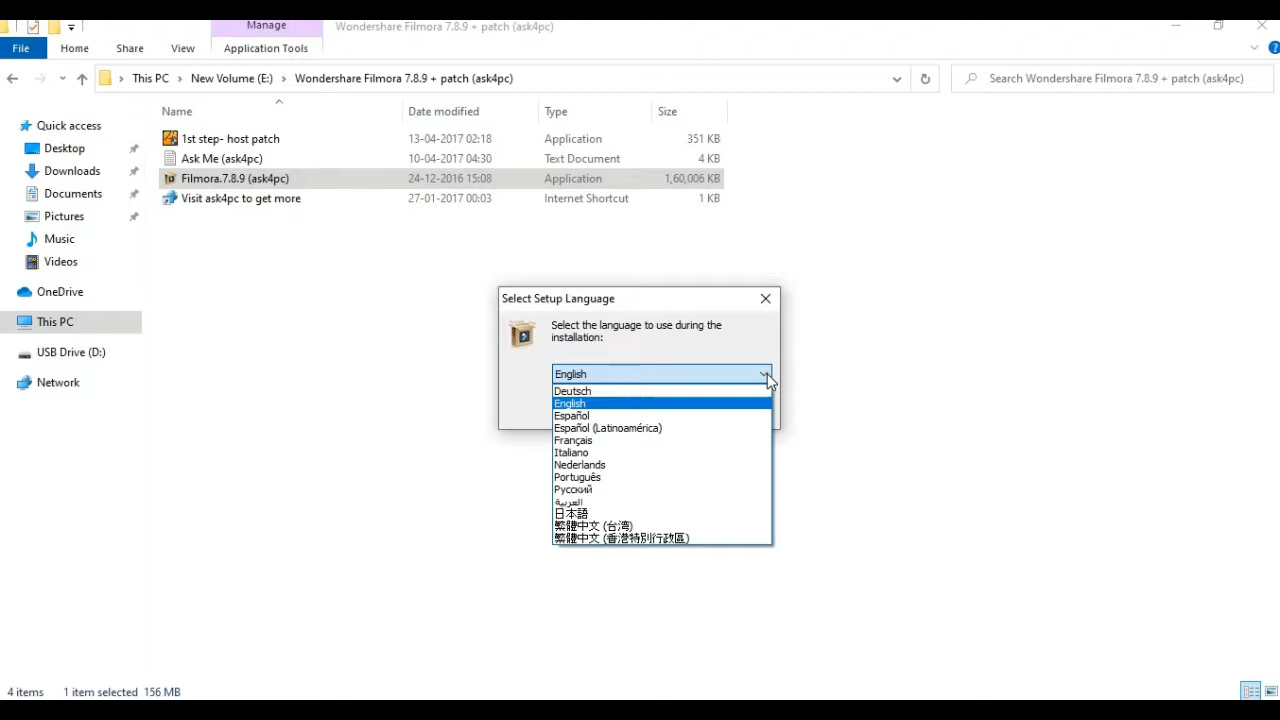 Manage
Wondershare Filmora 7.8.9 + patch (ask4pc)
File
Home
Share
View
Application Tools
This PC
New Volume (E:)
Wondershare Filmora 7.8.9 + patch (ask4pc)
Search Wondershare Filmora 7.8.9 + patch (ask4pc)
Name
Date modified
Type
Size
1st step- host patch
13-04-2017 02:18
Application
351 KB
Ask Me (ask4pc)
10-04-2017 04:30
Text Document
4 KB
Filmora.7.8.9 (ask4pc)
24-12-2016 15:08
Application
1,60,006 KB
Visit ask4pc to get more
27-01-2017 00:03
Internet Shortcut
1 KB
Quick access
Desktop
Downloads
Documents
Pictures
Music
Videos
OneDrive
This PC
USB Drive (D:)
Network
Select Setup Language
Select the language to use during the
installation:
English
Deutsch
English
Español
Español (Latinoamérica)
Français
Italiano
Nederlands
Português
Русский
العربية
日本語
繁體中文 (台湾)
繁體中文 (香港特別行政區)
4 items
1 item selected 156 MB